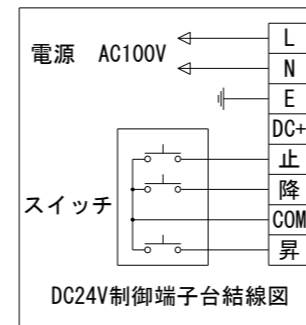 電源 AC100V
L
N
E
DC+
止
降
COM
昇
スイッチ
DC24V制御端子台結線図